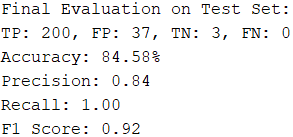 Final Evaluation on Test Set:
TP: 200, FP: 37, TN: 3, FN: 0
Accuracy: 84.58%
Precision: 0.84
Recall: 1.00
F1 Score: 0.92